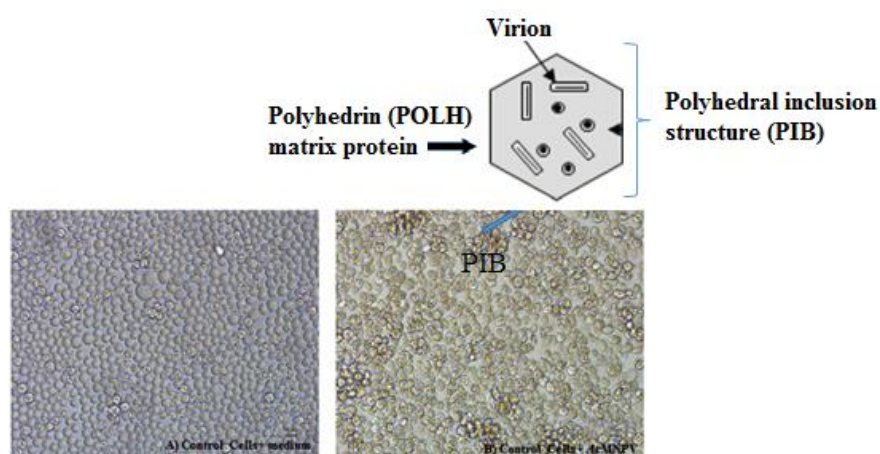 Virion
Polyhedrin (POLH)
matrix protein
Polyhedral inclusion
structure (PIB)
PIB
A) Control: Cells+ medium
B) Control: Cells + AcMNPV